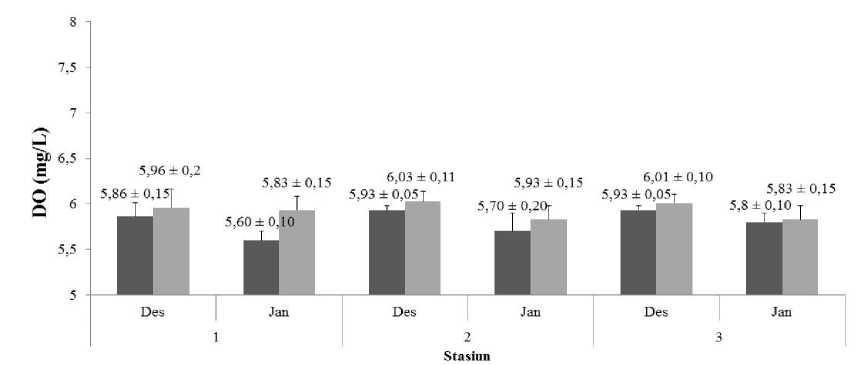 8
7,5
7
6,5
6
5,5
5
DO (mg/L)
5,86 ± 0,15
5,96 ± 0,2
5,60 ± 0,10
5,83 ± 0,15
5,93 ± 0,05
6,03 ± 0,11
5,70 ± 0,20
5,93 ± 0,15
5,93 ± 0,05
6,01 ± 0,10
5,8 ± 0,10
5,83 ± 0,15
Des Jan Des Jan Des Jan
1 2 3
Stasiun